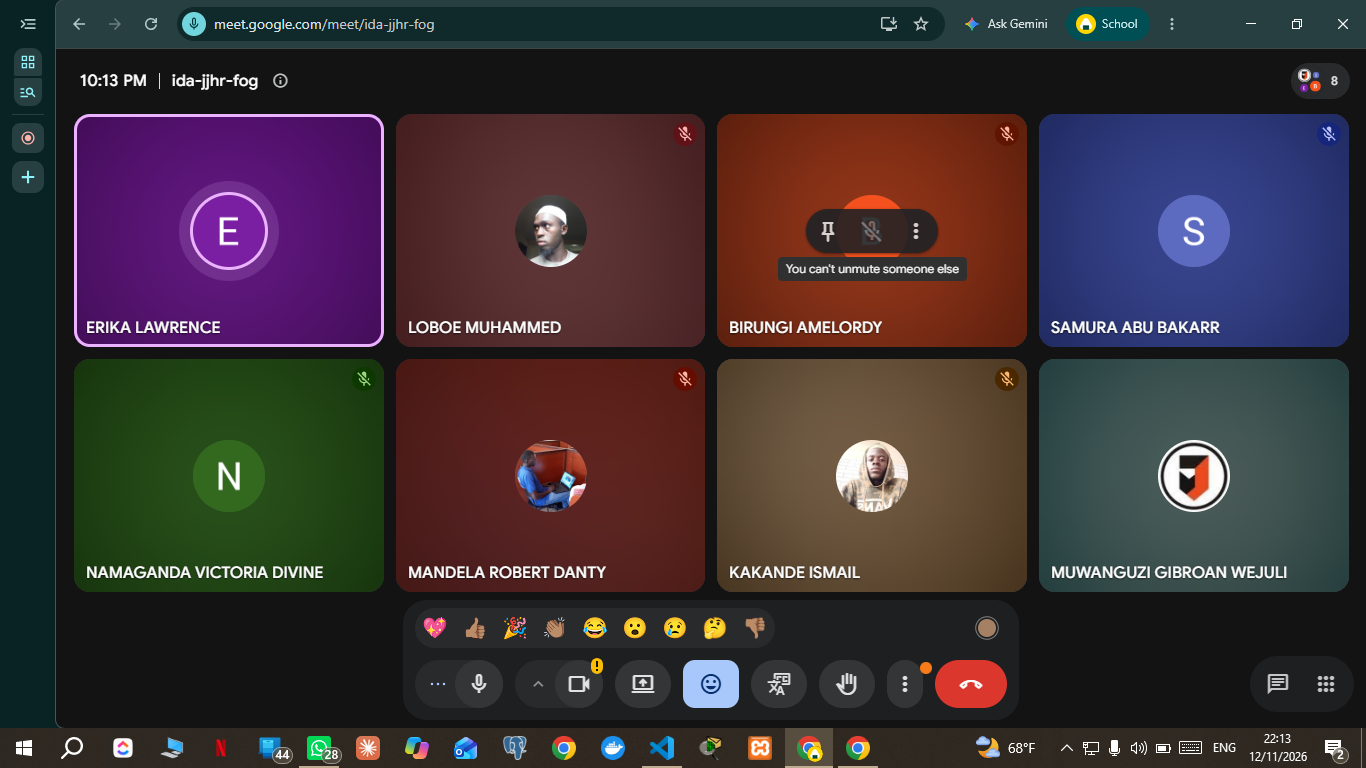 meet.google.com/meet/ida-jjhr-fog
Ask Gemini
School
10:13 PM
ida-jjhr-fog
8
E
ERIKA LAWRENCE
LOBOE MUHAMMED
You can't unmute someone else
BIRUNGI AMELORDY
S
SAMURA ABU BAKARR
N
NAMAGANDA VICTORIA DIVINE
MANDELA ROBERT DANTY
KAKANDE ISMAIL
MUWANGUZI GIBROAN WEJULI
44
28
68°F
ENG
22:13
12/11/2026
2